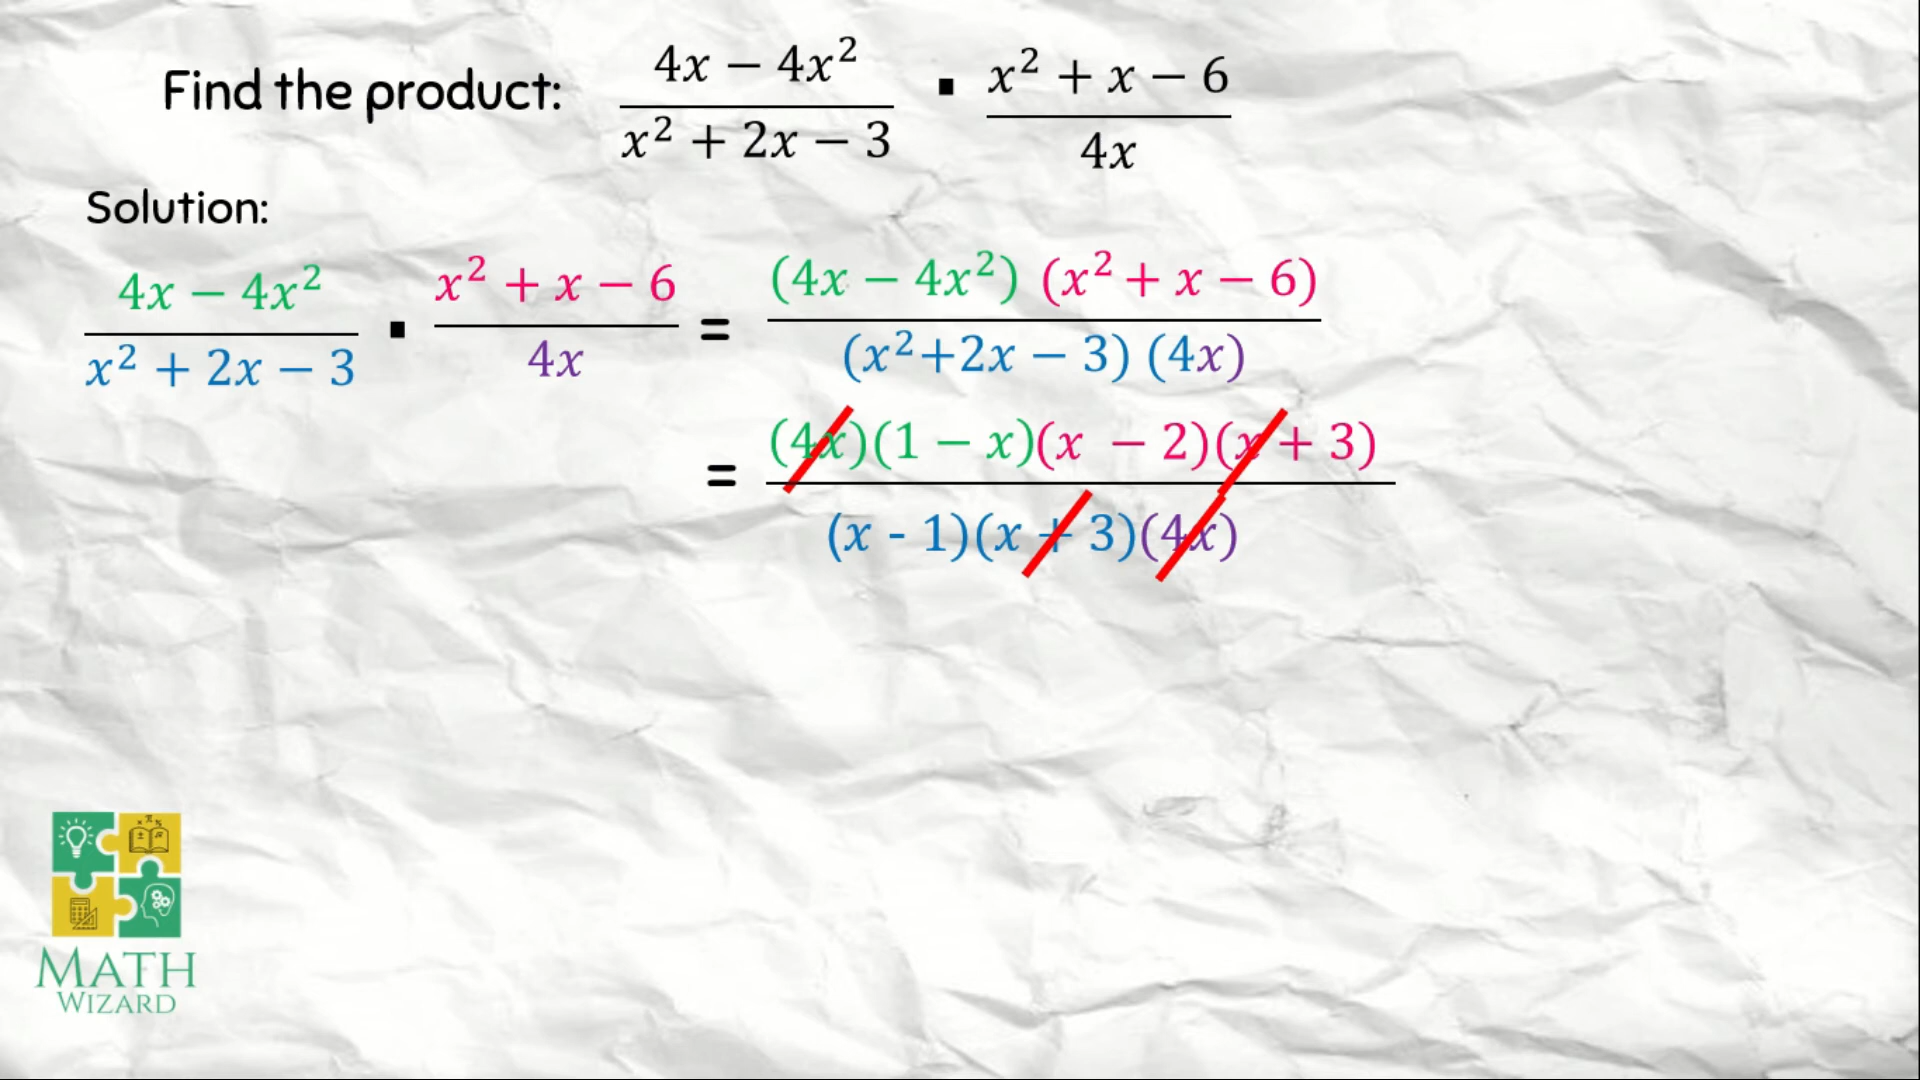 Find the product: (4x − 4x²)/(x² + 2x − 3) ▪ (x² + x − 6)/(4x)
Solution:
(4x − 4x²)/(x² + 2x − 3) ▪ (x² + x − 6)/(4x) = ((4x − 4x²) (x² + x − 6))/((x²+2x − 3) (4x))
= ((4x)(1 − x)(x − 2)(x + 3))/((x - 1)(x + 3)(4x))
MATH
WIZARD